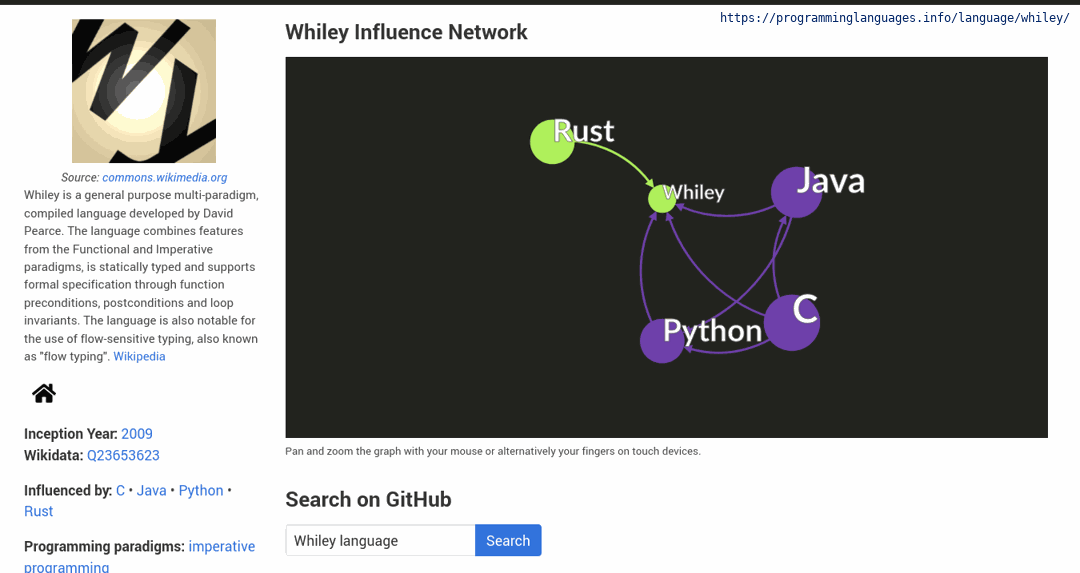 https://programminglanguages.info/language/whiley/
Source: commons.wikimedia.org
Whiley is a general purpose multi-paradigm,
compiled language developed by David
Pearce. The language combines features
from the Functional and Imperative
paradigms, is statically typed and supports
formal specification through function
preconditions, postconditions and loop
invariants. The language is also notable for
the use of flow-sensitive typing, also known
as "flow typing". Wikipedia
Inception Year: 2009
Wikidata: Q23653623
Influenced by: C • Java • Python •
Rust
Programming paradigms: imperative
programming
Whiley Influence Network
Rust
Whiley
Java
C
Python
Pan and zoom the graph with your mouse or alternatively your fingers on touch devices.
Search on GitHub
Whiley language
Search